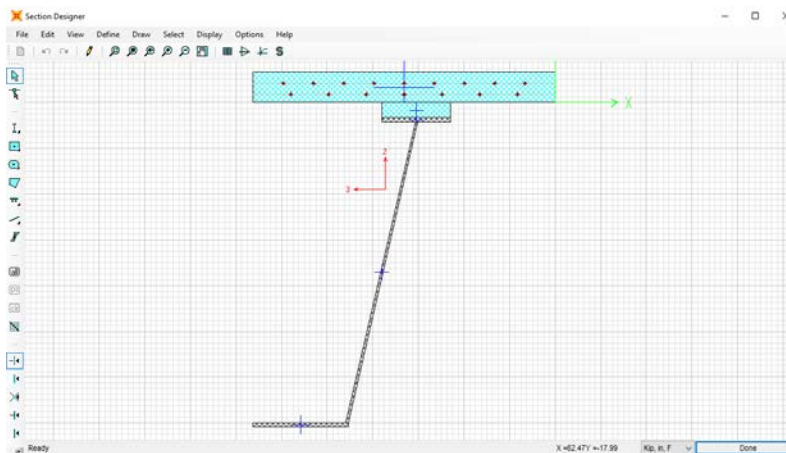 Section Designer
File Edit View Define Draw Select Display Options Help
X
2
3
Ready
X =62.47Y =-17.99
Kip, in, F
Done